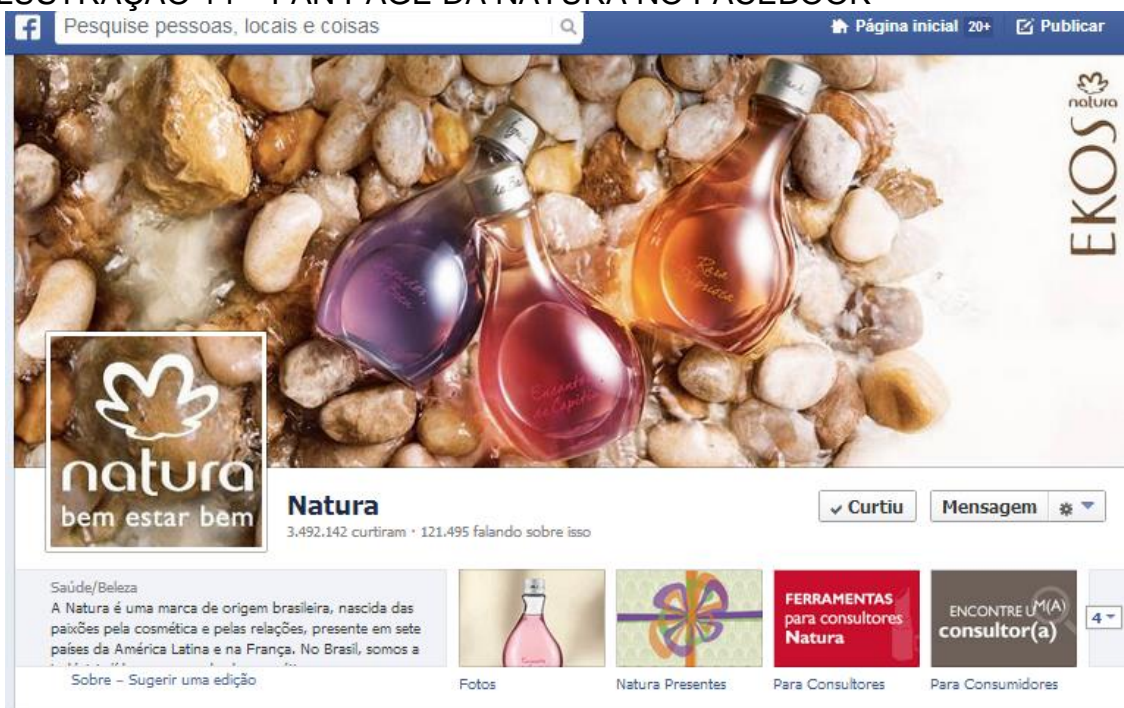 Pesquise pessoas, locais e coisas
Página inicial 20+ Publicar
natura
EKOS
natura
bem estar bem
Natura
3.492.142 curtiram · 121.495 falando sobre isso
Curtiu
Mensagem
Saúde/Beleza
A Natura é uma marca de origem brasileira, nascida das
paixões pela cosmética e pelas relações, presente em sete
países da América Latina e na França. No Brasil, somos a
Sobre – Sugerir uma edição
Fotos
Natura Presentes
FERRAMENTAS
para consultores
Natura
Para Consultores
ENCONTRE UM(A)
consultor(a)
Para Consumidores
4